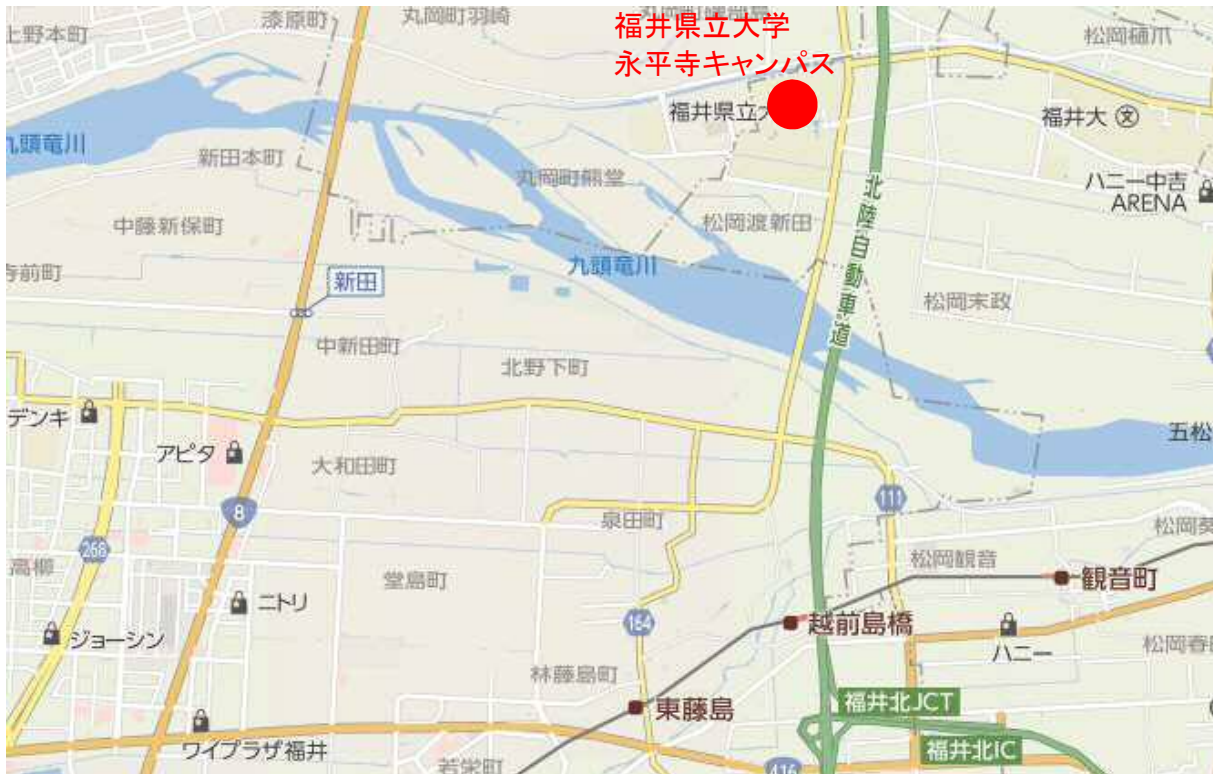 漆原町
丸岡町羽崎
福井県立大学
永平寺キャンパス
松岡樋爪
上野本町
福井県立大
福井大
文
九頭竜川
新田本町
丸岡町熊堂
ハニー中吉
ARENA
北陸自動車道
中藤新保町
松岡渡新田
寺前町
九頭竜川
新田
松岡末政
中新田町
北野下町
デンキ
五松
アピタ
大和田町
111
8
泉田町
松岡
268
高柳
堂島町
松岡観音
観音町
ニトリ
164
越前島橋
ジョーシン
ハニー
松岡春
林藤島町
東藤島
福井北JCT
ワイプラザ福井
福井北IC
若栄町
416